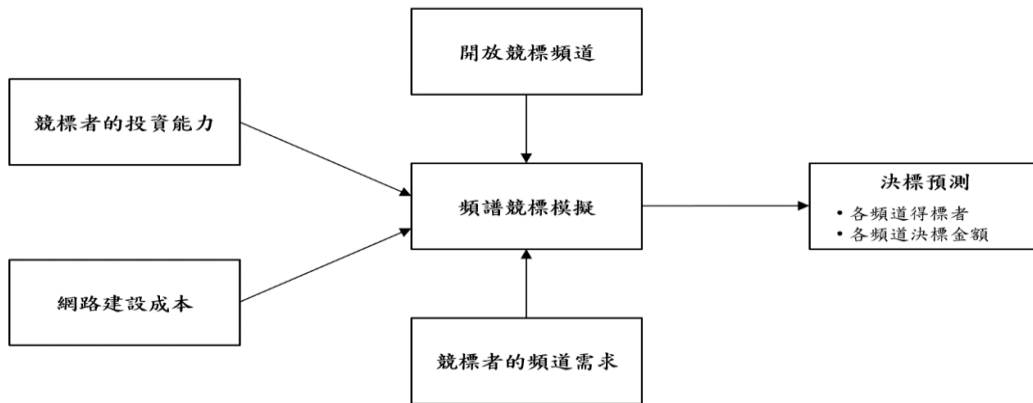 開放競標頻道
競標者的投資能力
頻譜競標模擬
決標預測
• 各頻道得標者
• 各頻道決標金額
網路建設成本
競標者的頻道需求